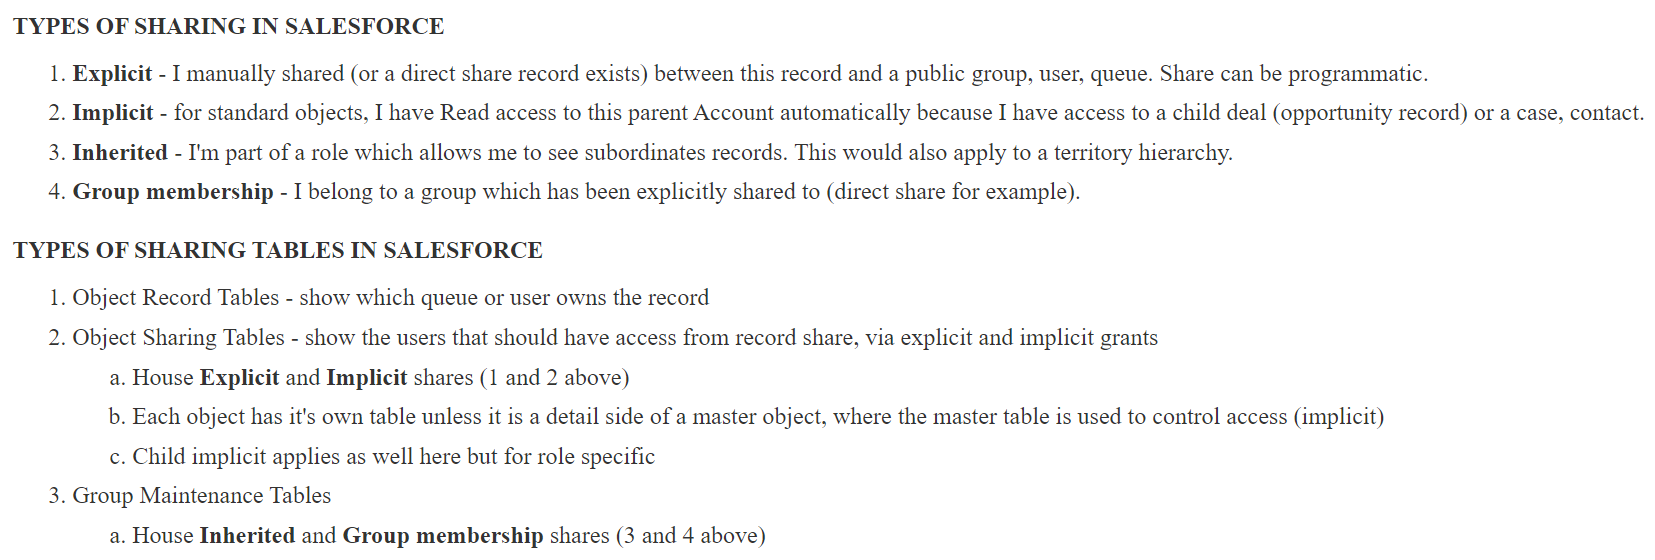 TYPES OF SHARING IN SALESFORCE
1. Explicit - I manually shared (or a direct share record exists) between this record and a public group, user, queue. Share can be programmatic.
2. Implicit - for standard objects, I have Read access to this parent Account automatically because I have access to a child deal (opportunity record) or a case, contact.
3. Inherited - I'm part of a role which allows me to see subordinates records. This would also apply to a territory hierarchy.
4. Group membership - I belong to a group which has been explicitly shared to (direct share for example).
TYPES OF SHARING TABLES IN SALESFORCE
1. Object Record Tables - show which queue or user owns the record
2. Object Sharing Tables - show the users that should have access from record share, via explicit and implicit grants
a. House Explicit and Implicit shares (1 and 2 above)
b. Each object has it's own table unless it is a detail side of a master object, where the master table is used to control access (implicit)
c. Child implicit applies as well here but for role specific
3. Group Maintenance Tables
a. House Inherited and Group membership shares (3 and 4 above)